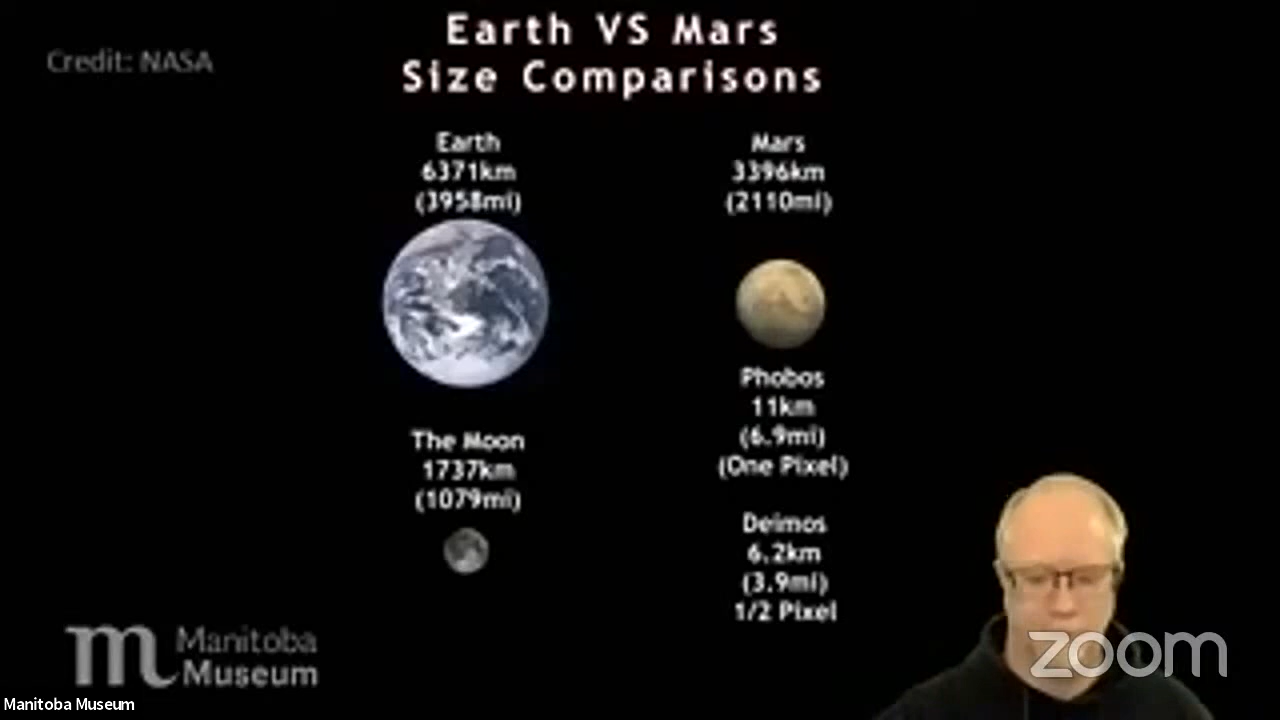 Earth VS Mars
Size Comparisons
Credit: NASA
Earth
6371km
(3958mi)
Mars
3396km
(2110mi)
The Moon
1737km
(1079mi)
Phobos
11km
(6.9mi)
(One Pixel)
Deimos
6.2km
(3.9mi)
1/2 Pixel
m Manitoba
Museum
Manitoba Museum
zoom